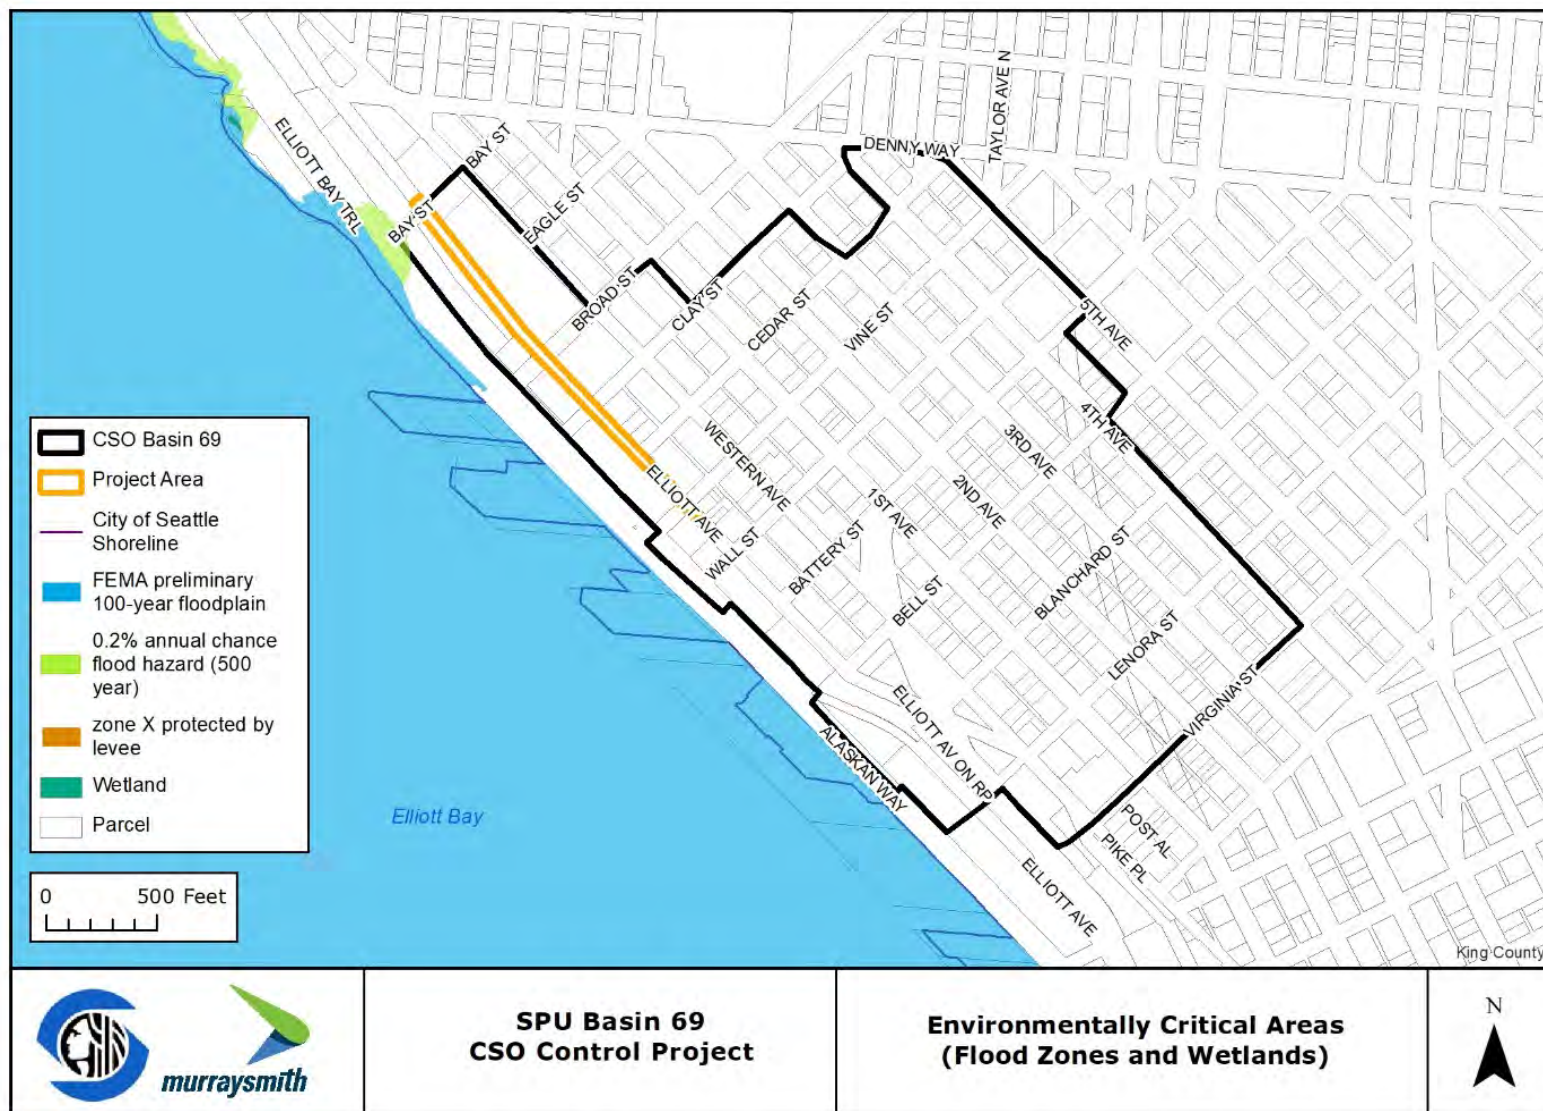 TAYLOR AVE N
DENNY WAY
BAY ST
ELLIOTT BAY TRL
EAGLE ST
BAY ST
BROAD ST
CLAY ST
CEDAR ST
VINE ST
5TH AVE
4TH AVE
3RD AVE
2ND AVE
1ST AVE
WESTERN AVE
ELLIOTT AVE
WALL ST
BATTERY ST
BELL ST
BLANCHARD ST
LENORA ST
VIRGINIA ST
ELLIOTT AV ON RP
ALASKAN WAY
POST AL
PIKE PL
ELLIOTT AVE
Elliott Bay
King County
CSO Basin 69
Project Area
City of Seattle
Shoreline
FEMA preliminary
100-year floodplain
0.2% annual chance
flood hazard (500
year)
zone X protected by
levee
Wetland
Parcel
0 500 Feet
murraysmith
SPU Basin 69
CSO Control Project
Environmentally Critical Areas
(Flood Zones and Wetlands)
N